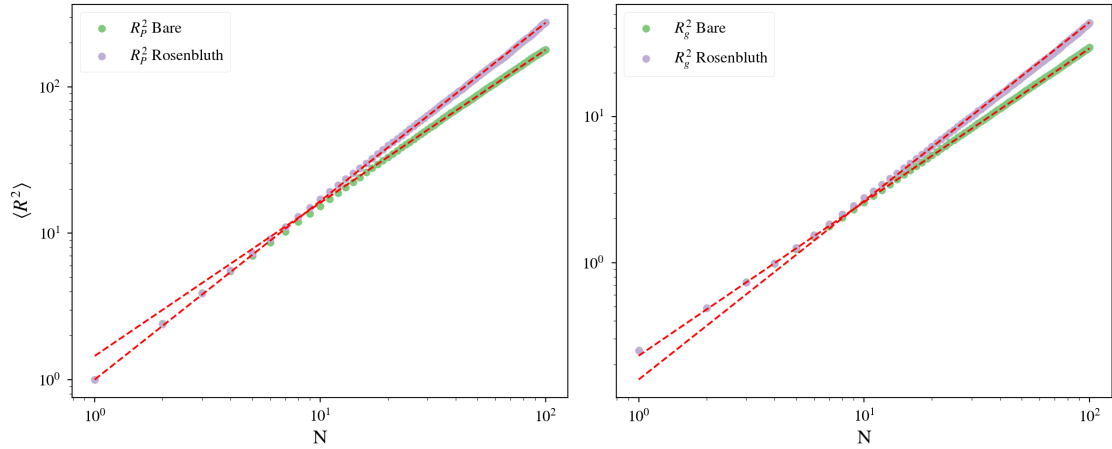 $R_P^2$ Bare
$R_P^2$ Rosenbluth
$\langle R^2 \rangle$
$10^2$
$10^1$
$10^0$
$10^0$
$10^1$
$10^2$
N
$R_g^2$ Bare
$R_g^2$ Rosenbluth
$10^1$
$10^0$
$10^0$
$10^1$
$10^2$
N